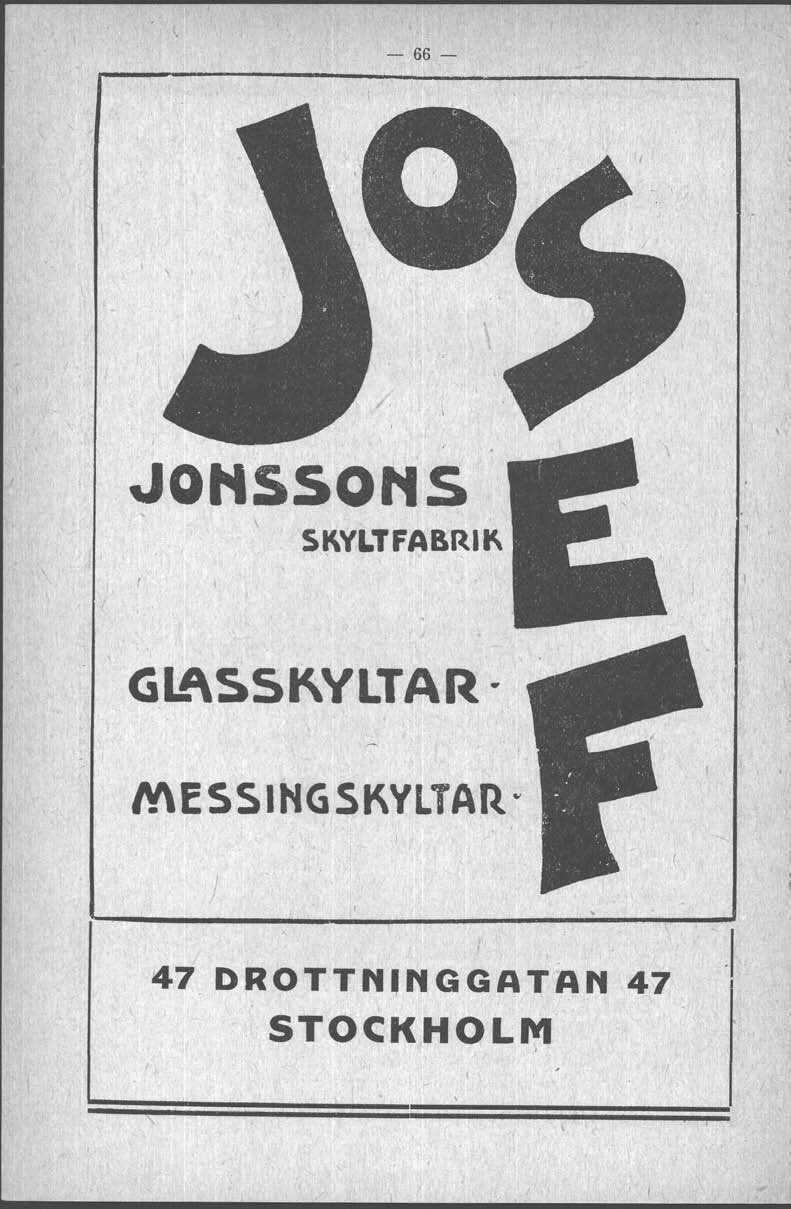 — 66 —
JOSEF
JONSSONS
SKYLTFABRIK
GLASSKYLTAR-
MESSINGSKYLTAR-
47 DROTTNINGGATAN 47
STOCKHOLM